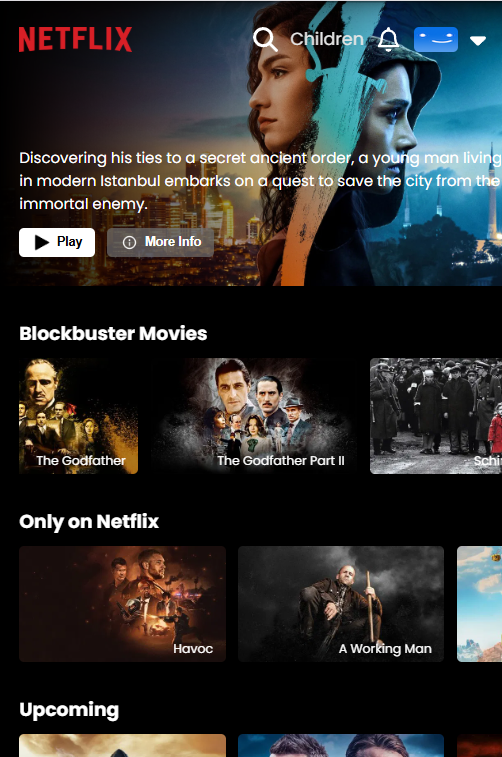 NETFLIX
Children
Discovering his ties to a secret ancient order, a young man living
in modern Istanbul embarks on a quest to save the city from the
immortal enemy.
Play
More Info
Blockbuster Movies
The Godfather
The Godfather Part II
Schi
Only on Netflix
Havoc
A Working Man
Upcoming